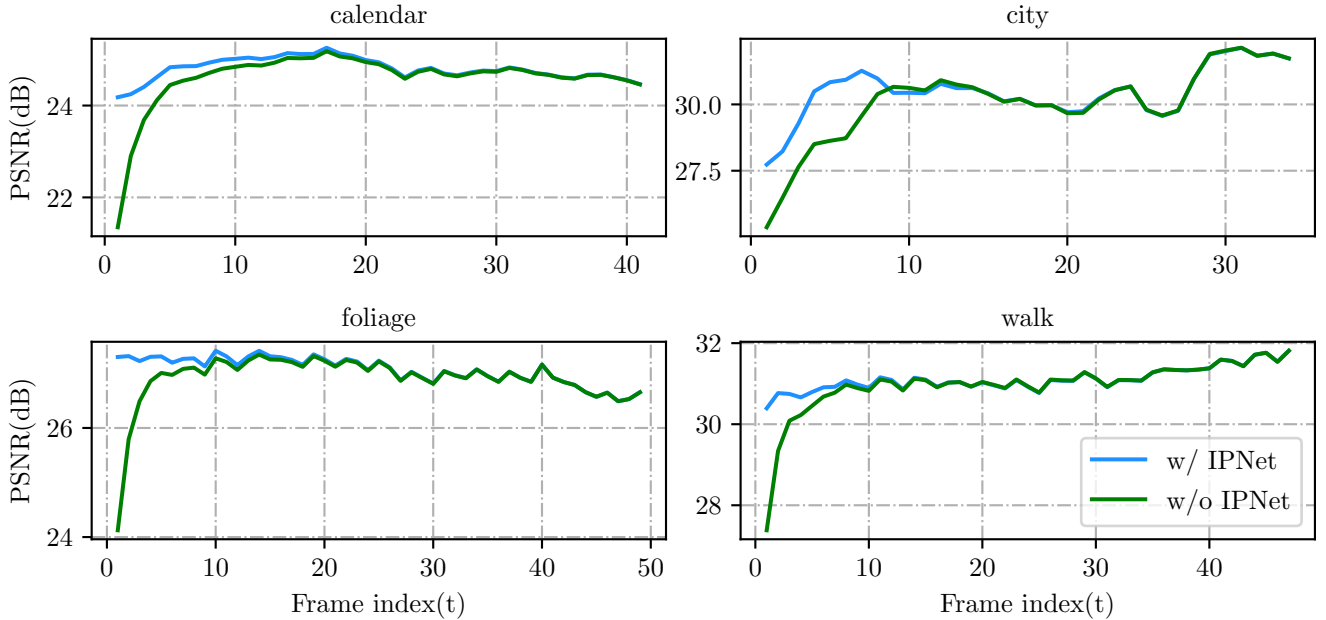 calendar
PSNR(dB)
24
22
0 10 20 30 40
city
30.0
27.5
0 10 20 30
foliage
PSNR(dB)
26
24
0 10 20 30 40 50
Frame index(t)
walk
32
30
28
w/ IPNet
w/o IPNet
0 10 20 30 40
Frame index(t)